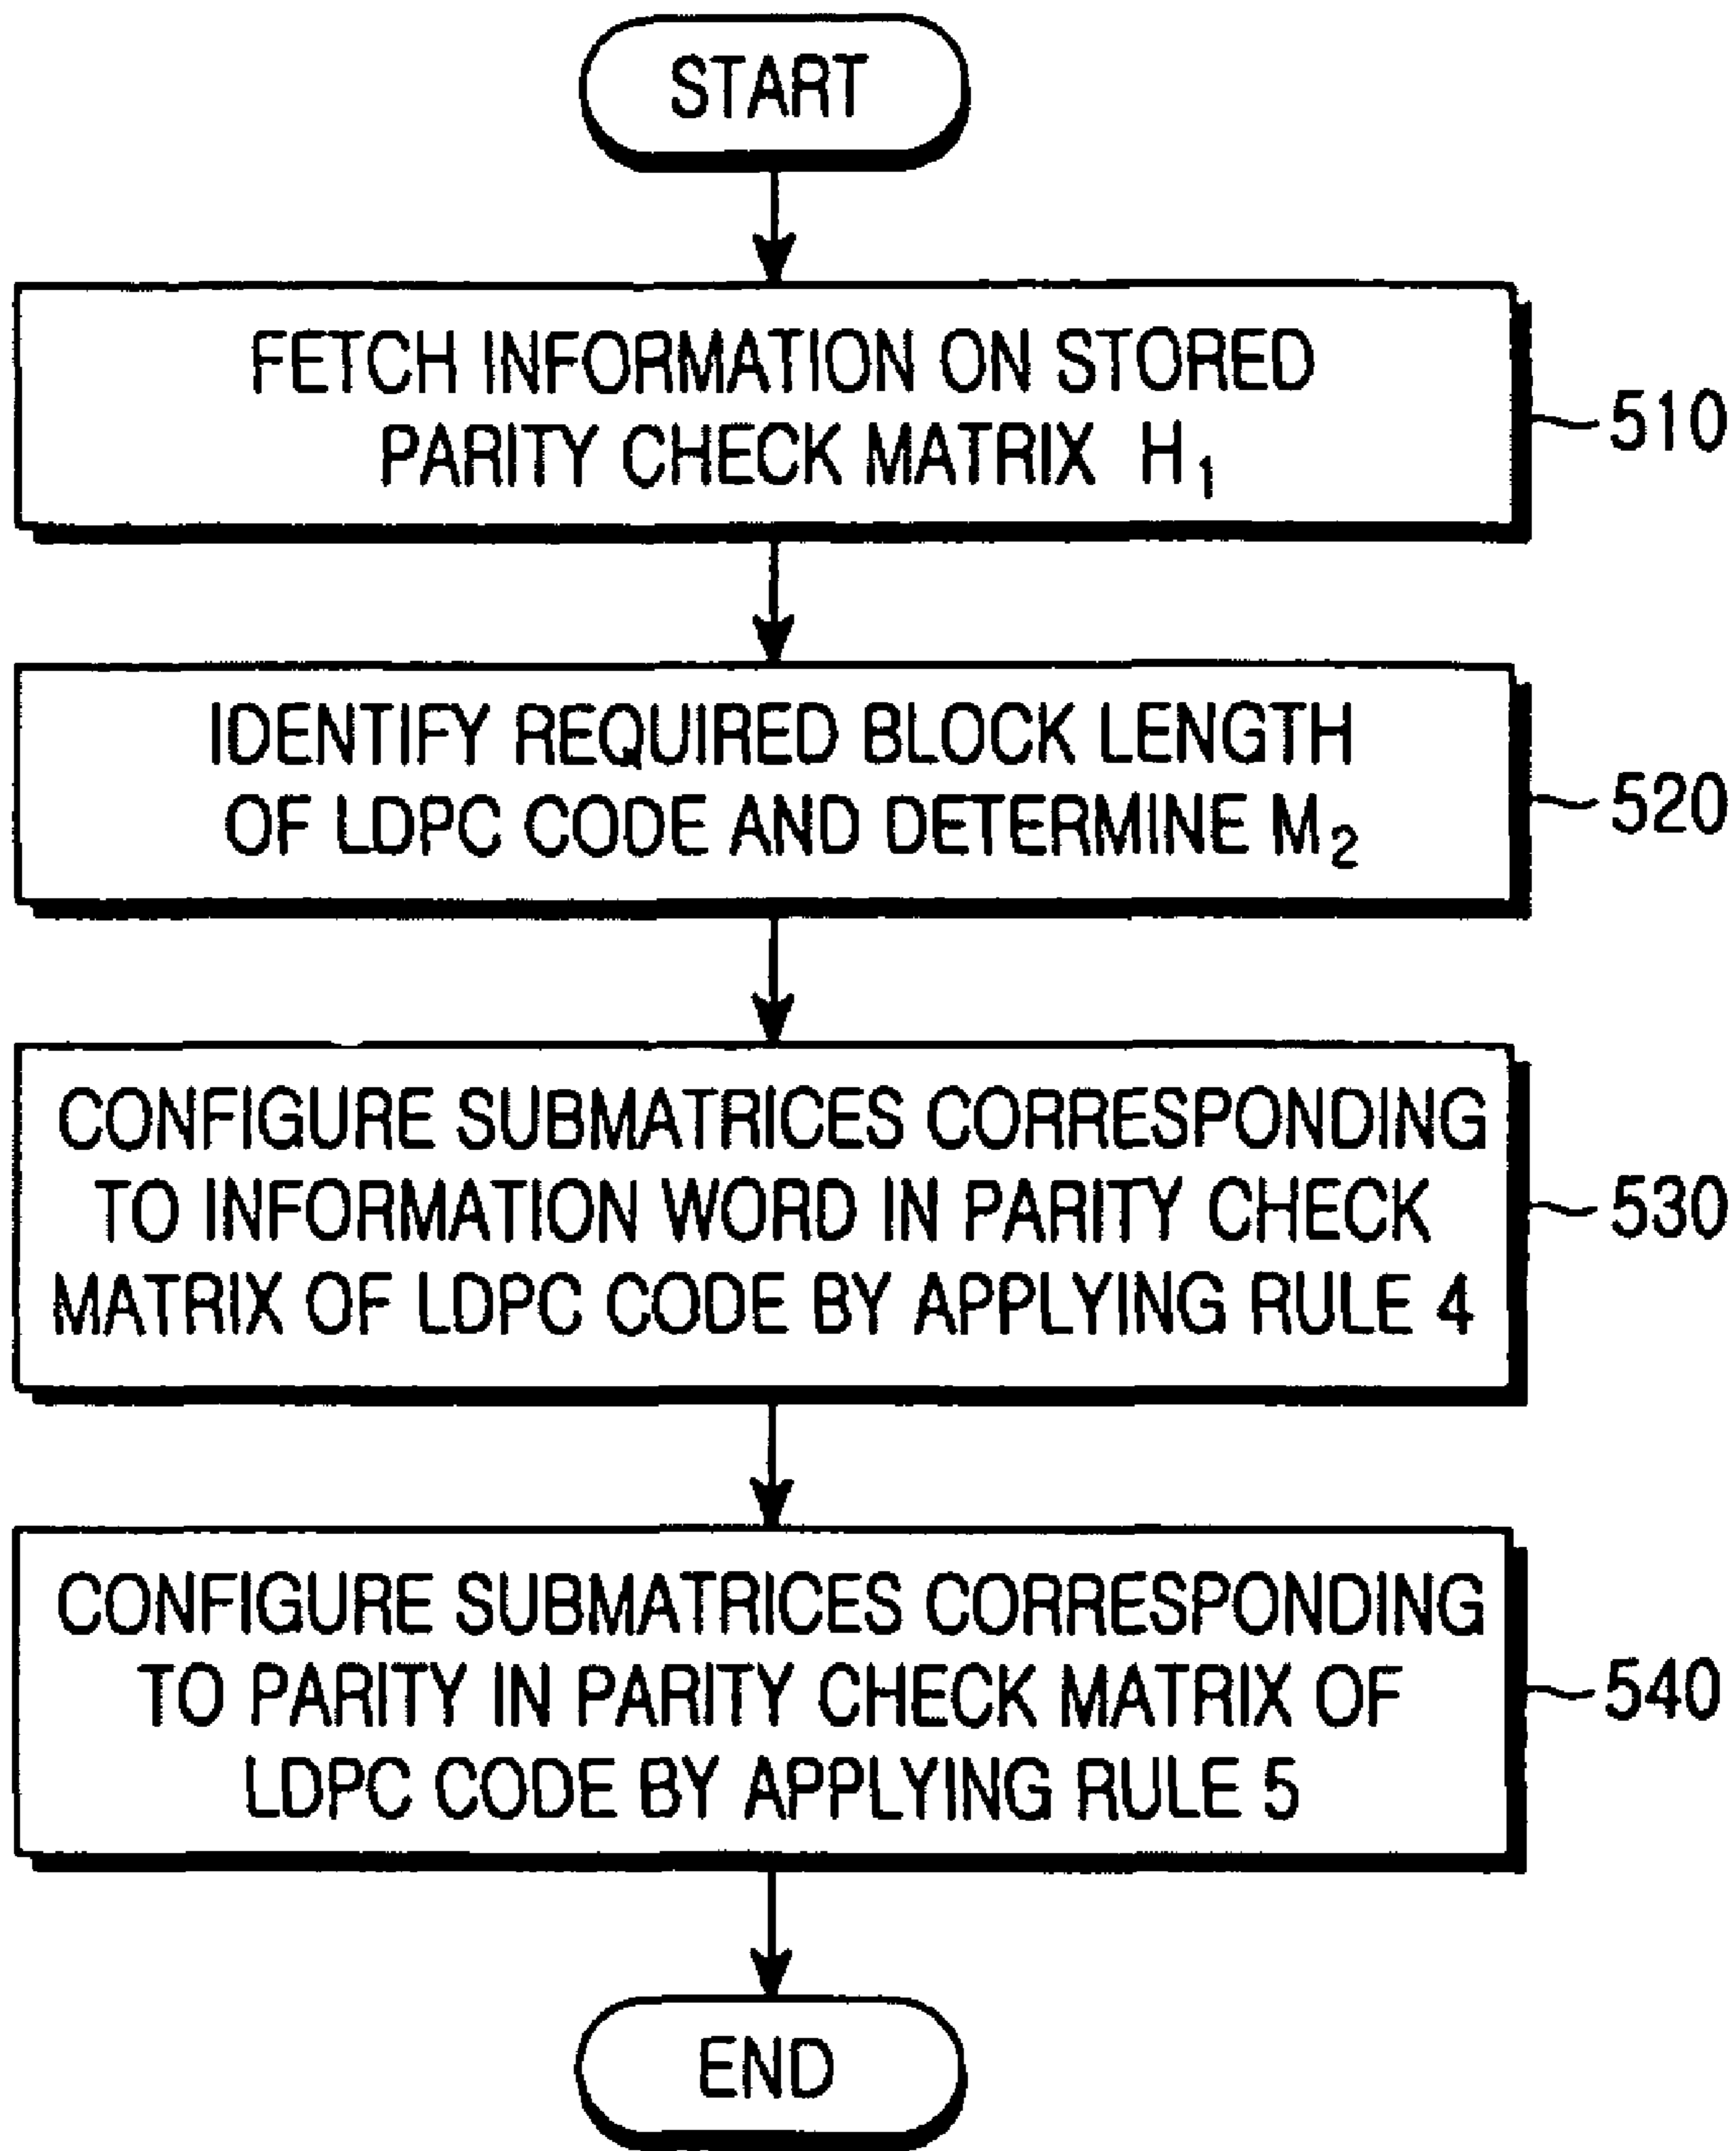 START
FETCH INFORMATION ON STORED
PARITY CHECK MATRIX H₁
510
IDENTIFY REQUIRED BLOCK LENGTH
OF LDPC CODE AND DETERMINE M₂
520
CONFIGURE SUBMATRICES CORRESPONDING
TO INFORMATION WORD IN PARITY CHECK
MATRIX OF LDPC CODE BY APPLYING RULE 4
530
CONFIGURE SUBMATRICES CORRESPONDING
TO PARITY IN PARITY CHECK MATRIX OF
LDPC CODE BY APPLYING RULE 5
540
END